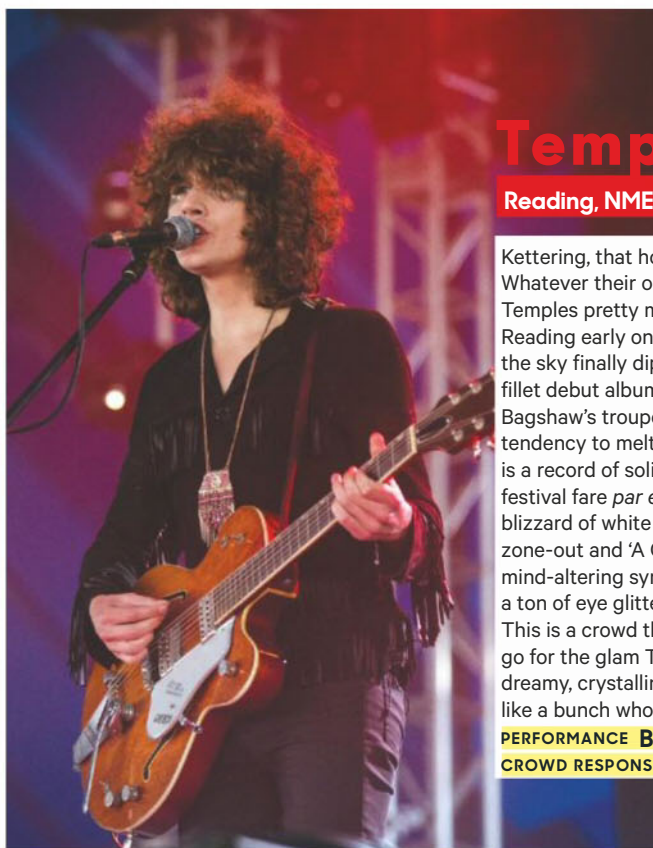 Temp
Reading, NME
Kettering, that ho
Whatever their o
Temples pretty m
Reading early on
the sky finally dip
fillet debut album
Bagshaw's troupe
tendency to melt
is a record of soli
festival fare par e
blizzard of white
zone-out and ‘A
mind-altering syn
a ton of eye glitte
This is a crowd th
go for the glam T
dreamy, crystallin
like a bunch who
PERFORMANCE B
CROWD RESPONS